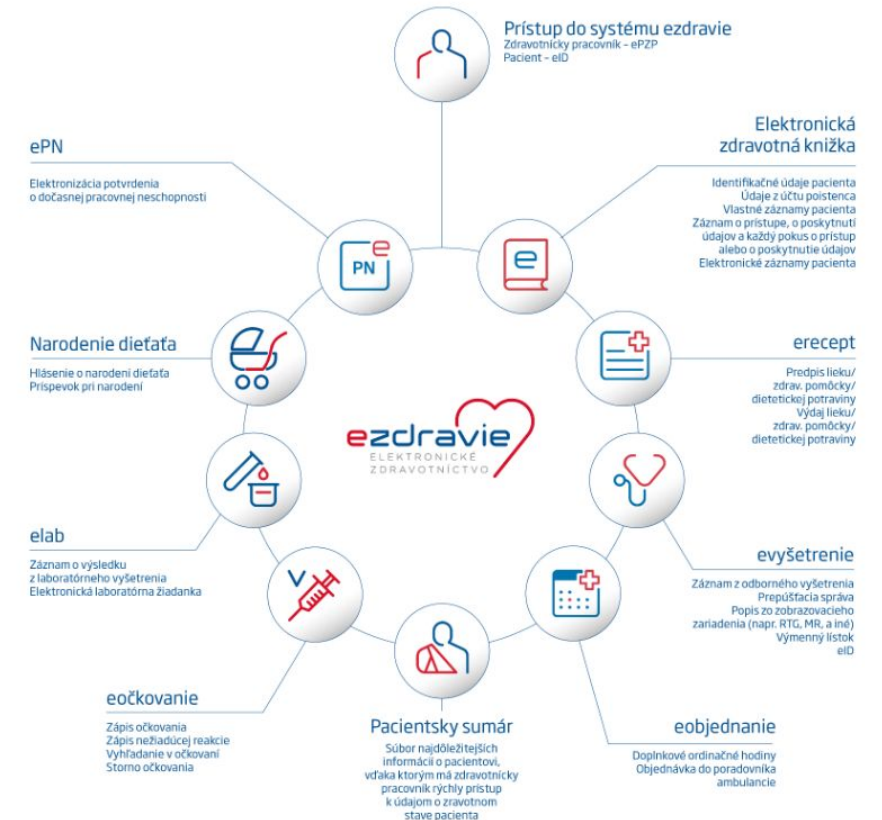 Prístup do systému ezdravie
Zdravotnícky pracovník – ePZP
Pacient – eID
ePN
Elektronizácia potvrdenia
o dočasnej pracovnej neschopnosti
Elektronická
zdravotná knižka
Identifikačné údaje pacienta
Údaje z účtu poistenca
Vlastné záznamy pacienta
Záznam o prístupe, o poskytnutí
údajov a každý pokus o prístup
alebo o poskytnutie údajov
Elektronické záznamy pacienta
e
PN
e
Narodenie dieťaťa
Hlásenie o narodení dieťaťa
Príspevok pri narodení
erecept
Predpis lieku/
zdrav. pomôcky/
dietetickej potraviny
Výdaj lieku/
zdrav. pomôcky/
dietetickej potraviny
ezdravie
ELEKTRONICKÉ
ZDRAVOTNÍCTVO
elab
Záznam o výsledku
z laboratórneho vyšetrenia
Elektronická laboratórna žiadanka
evyšetrenie
Záznam z odborného vyšetrenia
Prepúšťacia správa
Popis zo zobrazovacieho
zariadenia (napr. RTG, MR, a iné)
Výmenný lístok
eID
V
eočkovanie
Zápis očkovania
Zápis nežiadúcej reakcie
Vyhľadanie v očkovaní
Storno očkovania
Pacientsky sumár
Súbor najdôležitejších
informácií o pacientovi,
vďaka ktorým má zdravotnícky
pracovník rýchly prístup
k údajom o zravotnom
stave pacienta
eobjednanie
Doplnkové ordinačné hodiny
Objednávka do poradovníka
ambulancie